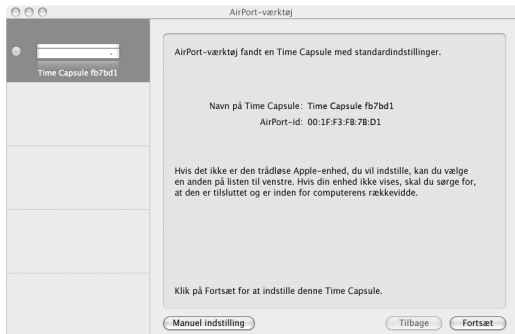 AirPort-værktøj
Time Capsule fb7bd1
AirPort-værktøj fandt en Time Capsule med standardindstillinger.
Navn på Time Capsule: Time Capsule fb7bd1
AirPort-id: 00:1F:F3:FB:7B:D1
Hvis det ikke er den trådløse Apple-enhed, du vil indstille, kan du vælge
en anden på listen til venstre. Hvis din enhed ikke vises, skal du sørge for,
at den er tilsluttet og er inden for computerens rækkevidde.
Klik på Fortsæt for at indstille denne Time Capsule.
Manuel indstilling
Tilbage
Fortsæt